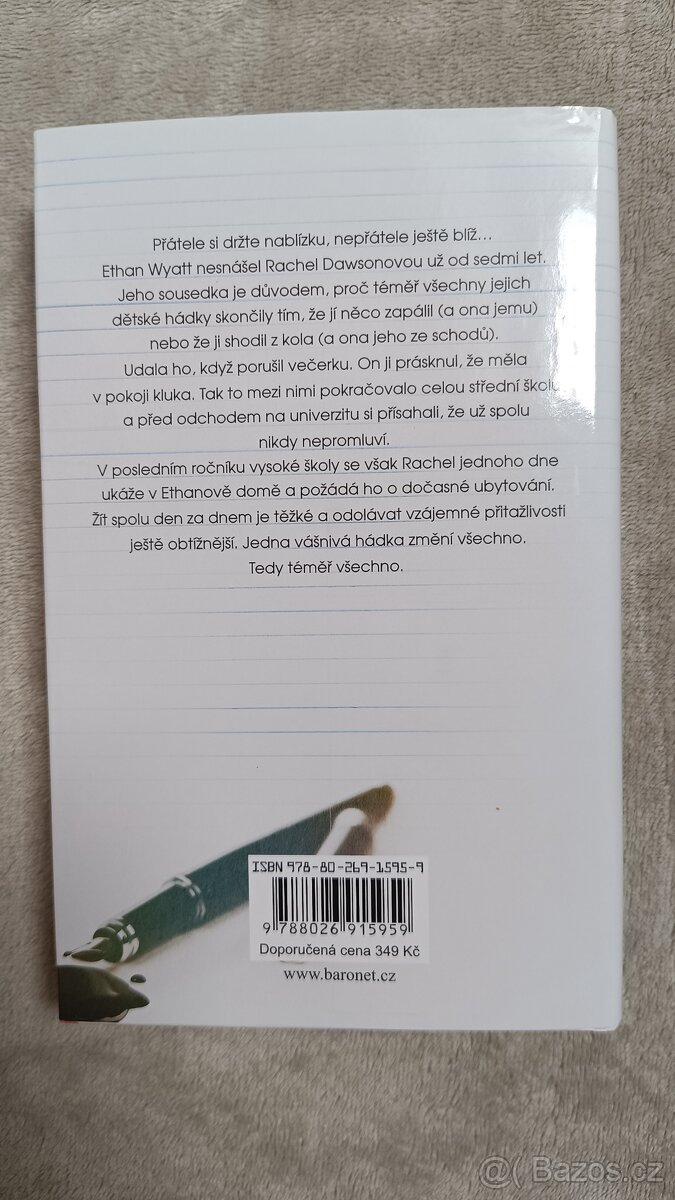 Přátele si držte nablízku, nepřátele ještě blíž...
Ethan Wyatt nesnášel Rachel Dawsonovou už od sedmi let.
Jeho sousedka je důvodem, proč téměř všechny jejich
dětské hádky skončily tím, že jí něco zapálil (a ona jemu)
nebo že ji shodil z kola (a ona jeho ze schodů).
Udala ho, když porušil večerku. On ji prásknul, že měla
v pokoji kluka. Tak to mezi nimi pokračovalo celou střední školu
a před odchodem na univerzitu si přísahali, že už spolu
nikdy nepromluví.
V posledním ročníku vysoké školy se však Rachel jednoho dne
ukáže v Ethanově domě a požádá ho o dočasné ubytování.
Žít spolu den za dnem je těžké a odolávat vzájemné přitažlivosti
ještě obtížnější. Jedna vášnivá hádka změní všechno.
Tedy téměř všechno.
ISBN 978-80-269-1595-9
9 788026 915959
Doporučená cena 349 Kč
www.baronet.cz
@( Bazos.cz